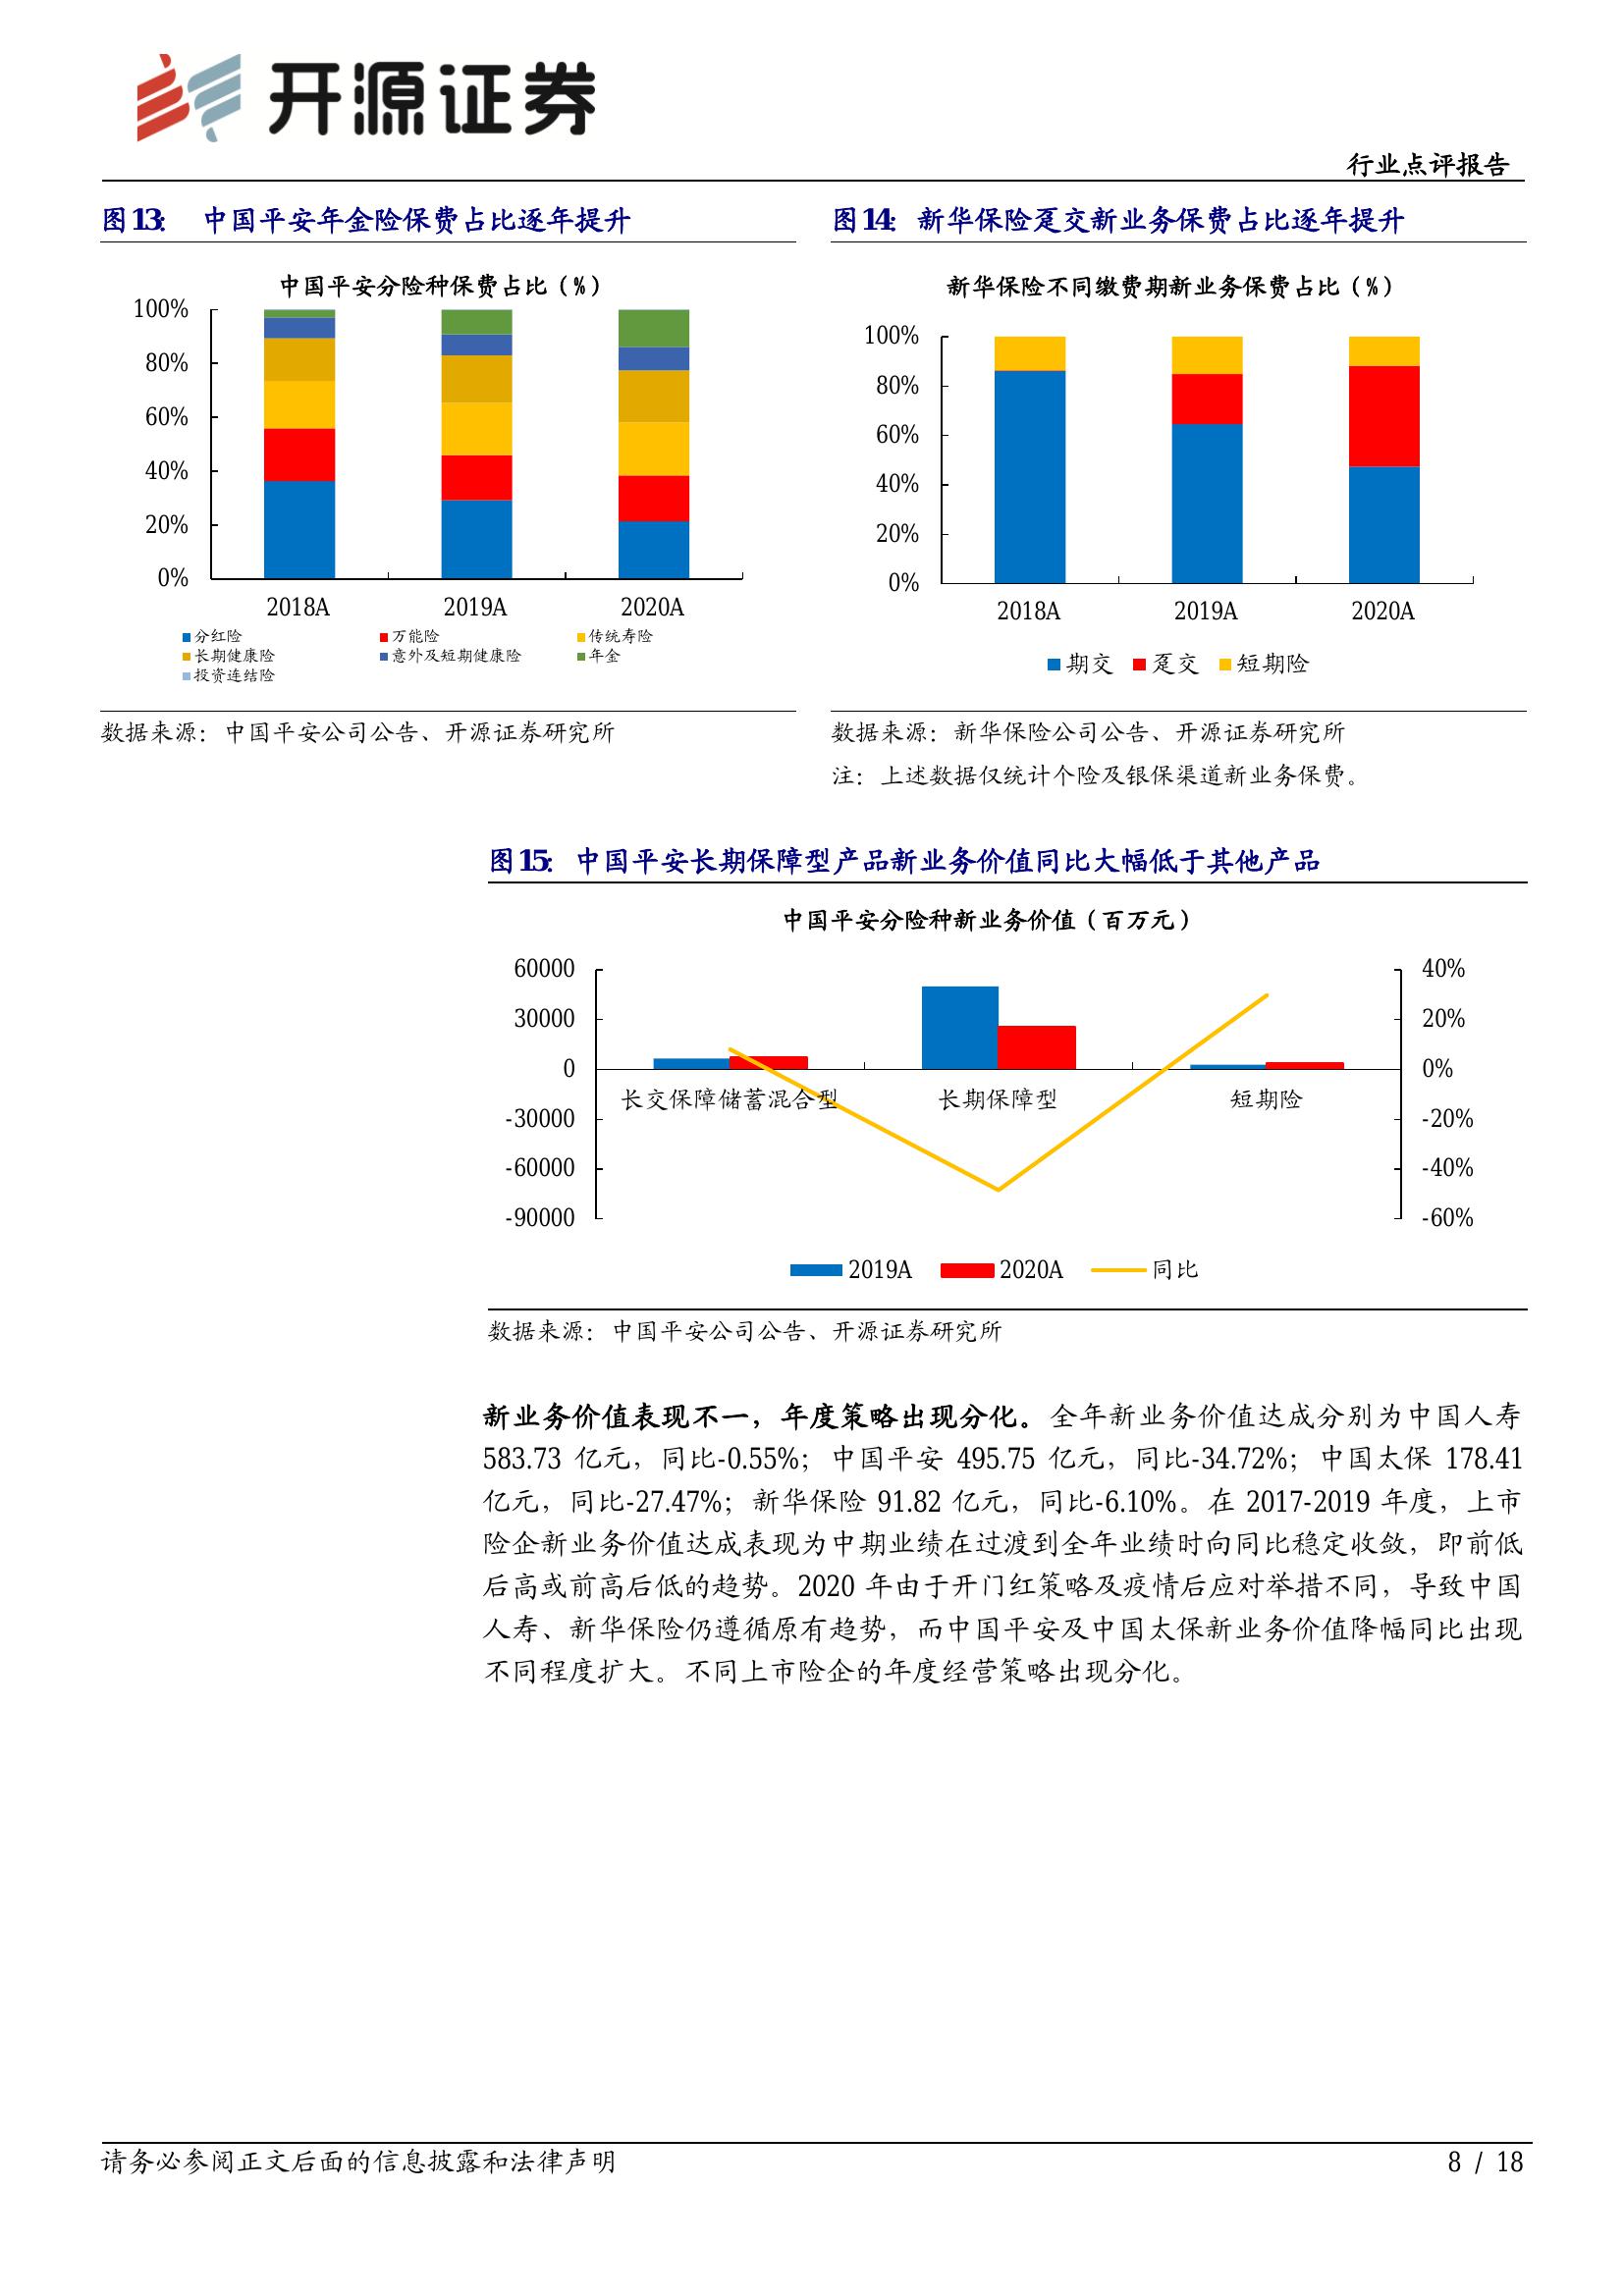 开源证券
行业点评报告
图13： 中国平安年金险保费占比逐年提升
中国平安分险种保费占比（%）
100%
80%
60%
40%
20%
0%
2018A 2019A 2020A
分红险 万能险 传统寿险
长期健康险 意外及短期健康险 年金
投资连结险
数据来源：中国平安公司公告、开源证券研究所
图14：新华保险趸交新业务保费占比逐年提升
新华保险不同缴费期新业务保费占比（%）
100%
80%
60%
40%
20%
0%
2018A 2019A 2020A
期交 趸交 短期险
数据来源：新华保险公司公告、开源证券研究所
注：上述数据仅统计个险及银保渠道新业务保费。
图15：中国平安长期保障型产品新业务价值同比大幅低于其他产品
中国平安分险种新业务价值（百万元）
60000 40%
30000 20%
0 0%
长交保障储蓄混合型 长期保障型 短期险
-30000 -20%
-60000 -40%
-90000 -60%
2019A 2020A 同比
数据来源：中国平安公司公告、开源证券研究所
新业务价值表现不一，年度策略出现分化。全年新业务价值达成分别为中国人寿
583.73 亿元，同比-0.55%；中国平安 495.75 亿元，同比-34.72%；中国太保 178.41
亿元，同比-27.47%；新华保险 91.82 亿元，同比-6.10%。在 2017-2019 年度，上市
险企新业务价值达成表现为中期业绩在过渡到全年业绩时向同比稳定收敛，即前低
后高或前高后低的趋势。2020 年由于开门红策略及疫情后应对举措不同，导致中国
人寿、新华保险仍遵循原有趋势，而中国平安及中国太保新业务价值降幅同比出现
不同程度扩大。不同上市险企的年度经营策略出现分化。
请务必参阅正文后面的信息披露和法律声明
8 / 18